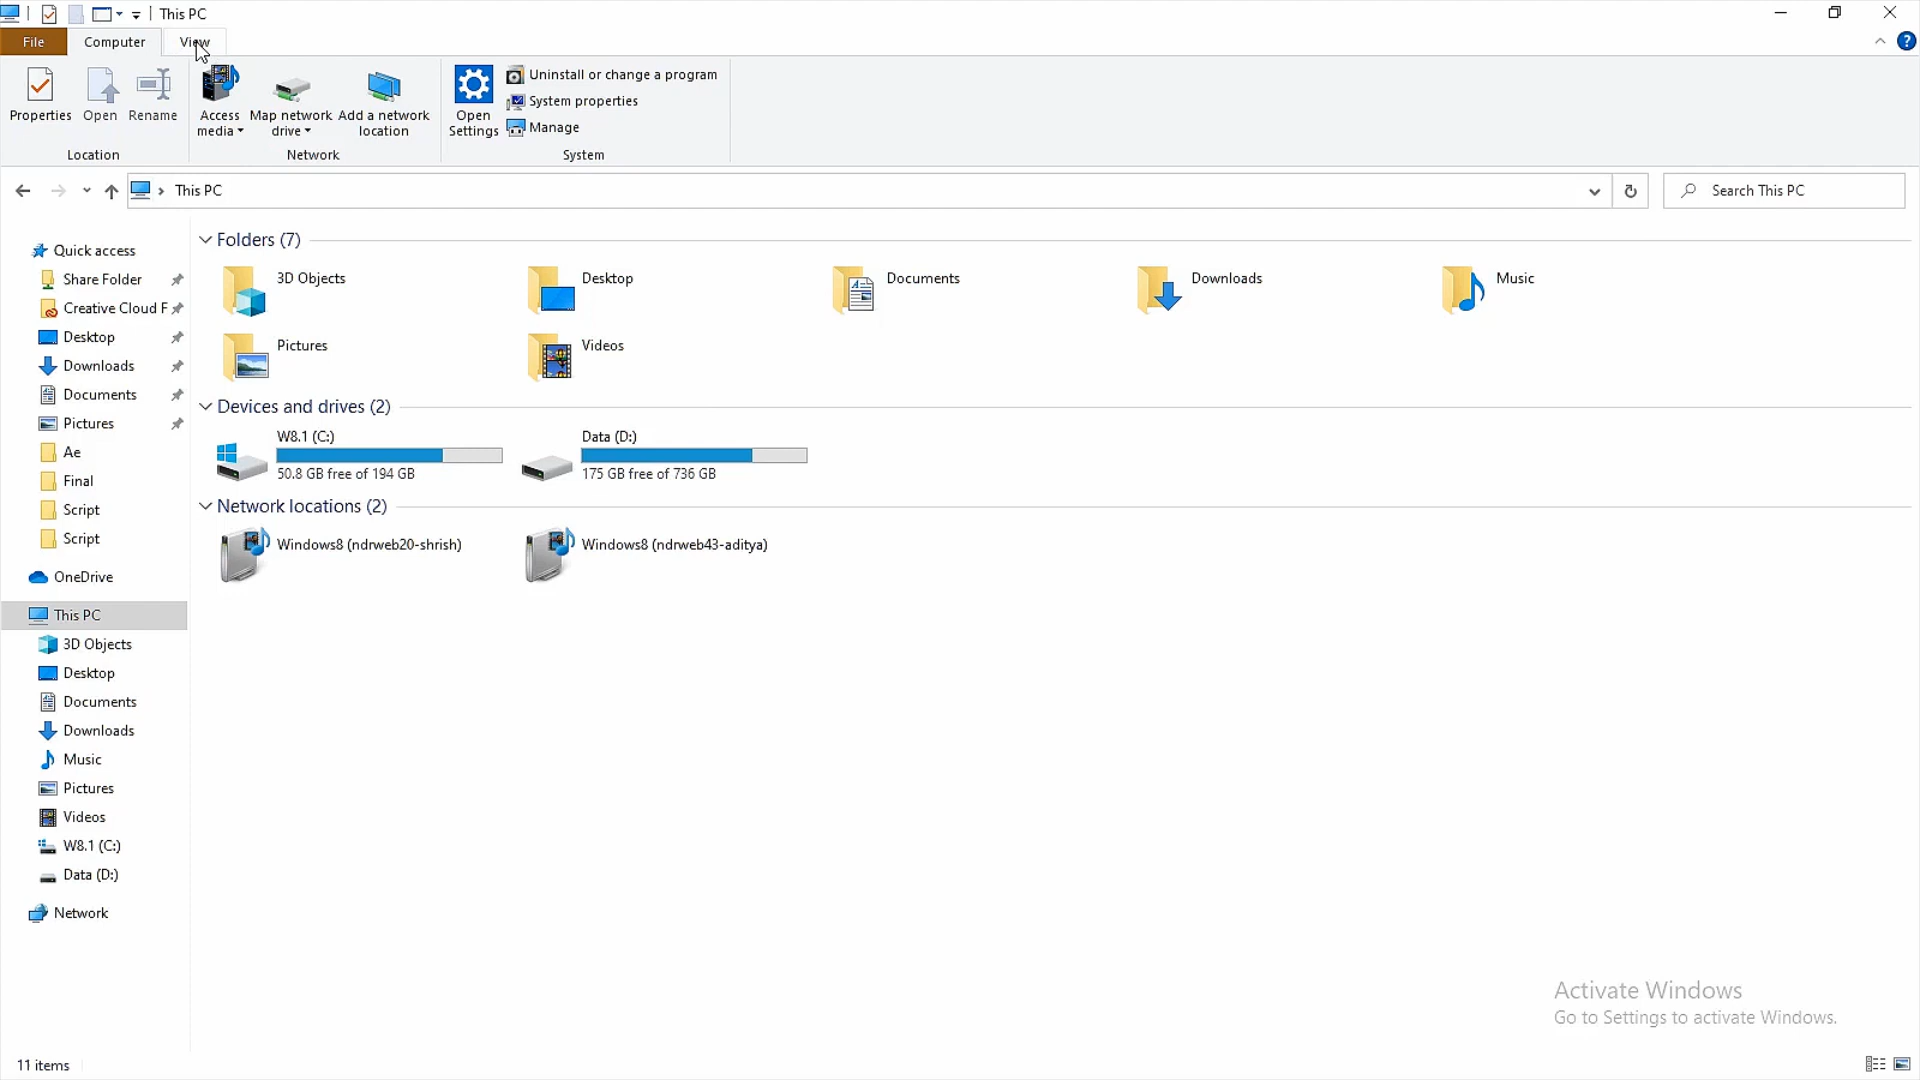 This PC
File
Computer
View
Properties
Open
Rename
Access media
Map network drive
Add a network location
Open Settings
Uninstall or change a program
System properties
Manage
Location
Network
System
This PC
Search This PC
Quick access
Share Folder
Creative Cloud F
Desktop
Downloads
Documents
Pictures
Ae
Final
Script
Script
OneDrive
This PC
3D Objects
Desktop
Documents
Downloads
Music
Pictures
Videos
W8.1 (C:)
Data (D:)
Network
Folders (7)
3D Objects
Desktop
Documents
Downloads
Music
Pictures
Videos
Devices and drives (2)
W8.1 (C:)
50.8 GB free of 194 GB
Data (D:)
175 GB free of 736 GB
Network locations (2)
Windows8 (ndrweb20-shrish)
Windows8 (ndrweb43-aditya)
Activate Windows
Go to Settings to activate Windows.
11 items